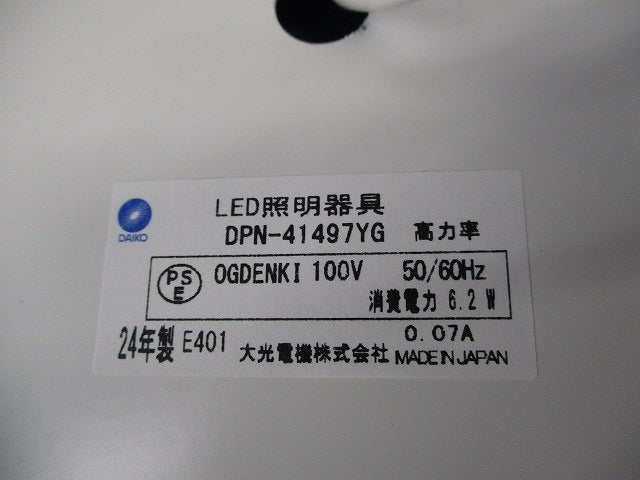 LED照明器具
DAIKO DPN-41497YG 高力率
PSE OGDENKI 100V 50/60Hz
消費電力 6.2 W
24年製 E401 大光電機株式会社 0.07A
MADE IN JAPAN